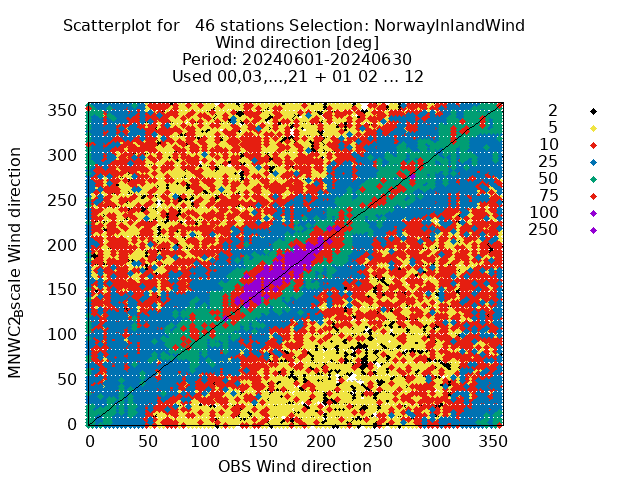 Scatterplot for 46 stations Selection: NorwayInlandWind
Wind direction [deg]
Period: 20240601-20240630
Used 00,03,...,21 + 01 02 ... 12
MNWC2Bscale Wind direction
350
300
250
200
150
100
50
0
0 50 100 150 200 250 300 350
OBS Wind direction
2
5
10
25
50
75
100
250